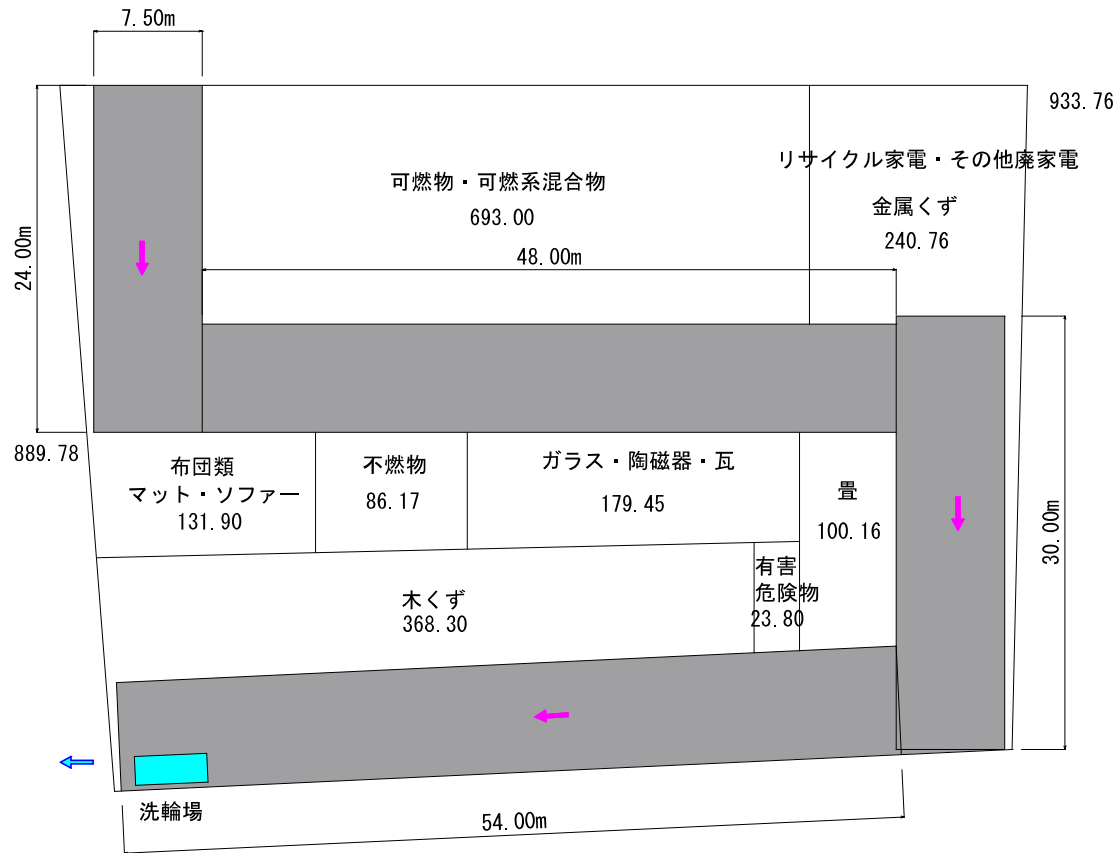 7.50m
933.76
リサイクル家電・その他廃家電
可燃物・可燃系混合物
693.00
金属くず
240.76
24.00m
48.00m
889.78
布団類
マット・ソファー
131.90
不燃物
86.17
ガラス・陶磁器・瓦
179.45
畳
100.16
30.00m
木くず
368.30
有害
危険物
23.80
洗輪場
54.00m